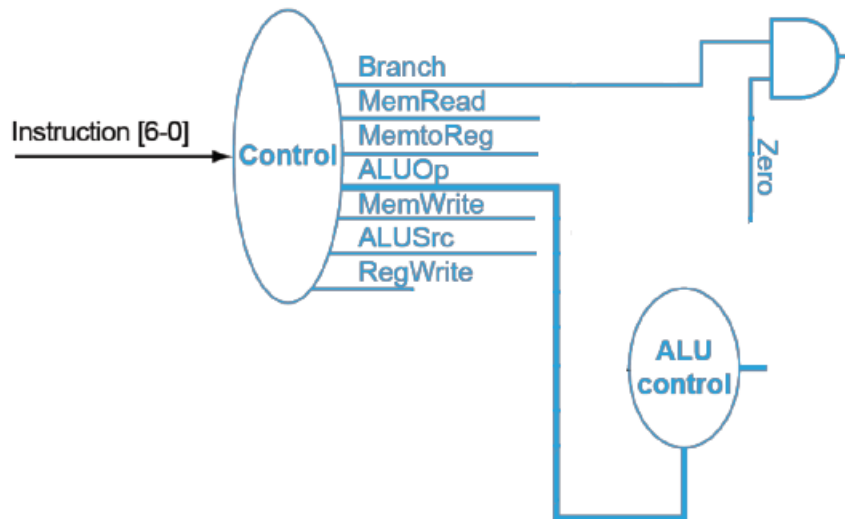 Branch
MemRead
Instruction [6-0]
MemtoReg
Control
ALUOp
MemWrite
ALUSrc
RegWrite
Zero
ALU
control